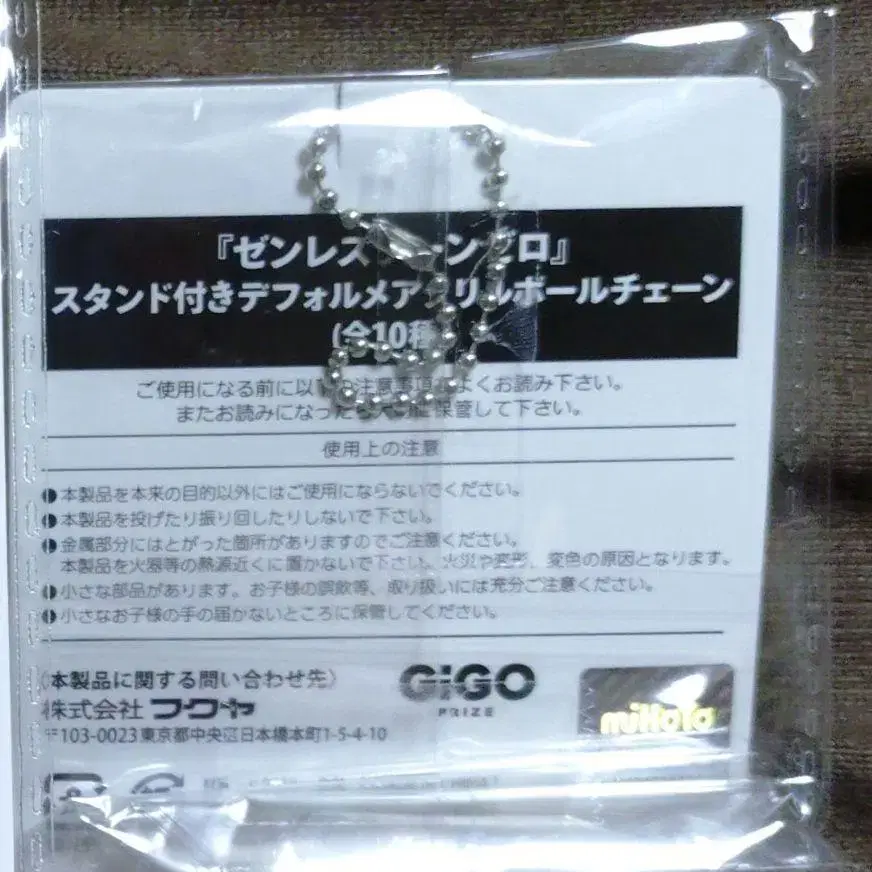 『ゼンレス ーンゼロ』
スタンド付きデフォルメア リルボールチェーン
(全10種
ご使用になる前に以下の注意事項をよくお読み下さい。
またお読みになったら大切に保管して下さい。
使用上の注意
●本製品を本来の目的以外にはご使用にならないでください。
●本製品を投げたり振り回したりしないで下さい。
●金属部分にはとがった箇所がありますのでご注意ください。
本製品を火器等の熱源近くに置かないで下さい。火災や変形、変色の原因となります。
●小さな部品があります。お子様の誤飲等、取り扱いには充分ご注意ください。
●小さなお子様の手の届かないところに保管してください。
〈本製品に関する問い合わせ先〉
株式会社フクヤ
〒103-0023 東京都中央区日本橋本町1-5-4-10
GiGO
PRIZE
miHoYo